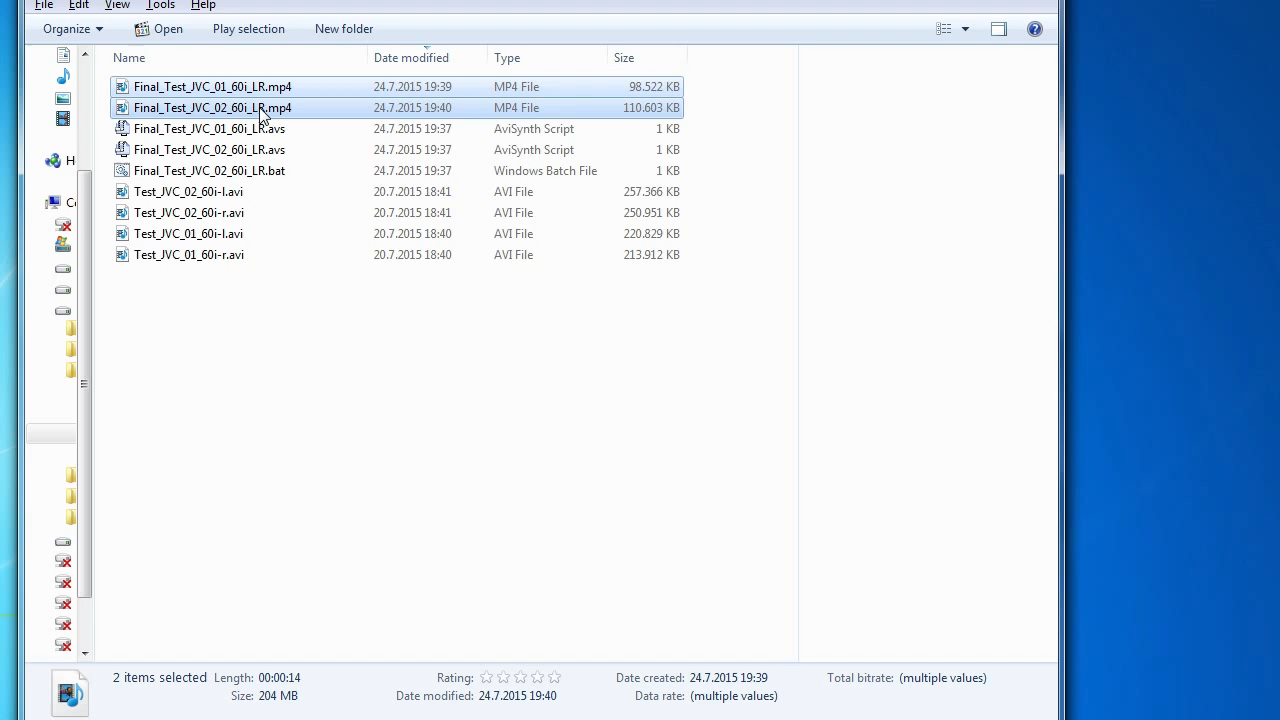 File Edit View Tools Help
Organize Open Play selection New folder
Name Date modified Type Size
Final_Test_JVC_01_60i_LR.mp4 24.7.2015 19:39 MP4 File 98.522 KB
Final_Test_JVC_02_60i_LR.mp4 24.7.2015 19:40 MP4 File 110.603 KB
Final_Test_JVC_01_60i_LR.avs 24.7.2015 19:37 AviSynth Script 1 KB
Final_Test_JVC_02_60i_LR.avs 24.7.2015 19:37 AviSynth Script 1 KB
Final_Test_JVC_02_60i_LR.bat 24.7.2015 19:37 Windows Batch File 1 KB
Test_JVC_02_60i-l.avi 20.7.2015 18:41 AVI File 257.366 KB
Test_JVC_02_60i-r.avi 20.7.2015 18:41 AVI File 250.951 KB
Test_JVC_01_60i-l.avi 20.7.2015 18:40 AVI File 220.829 KB
Test_JVC_01_60i-r.avi 20.7.2015 18:40 AVI File 213.912 KB
2 items selected Length: 00:00:14 Rating: Date created: 24.7.2015 19:39 Total bitrate: (multiple values)
Size: 204 MB Date modified: 24.7.2015 19:40 Data rate: (multiple values)